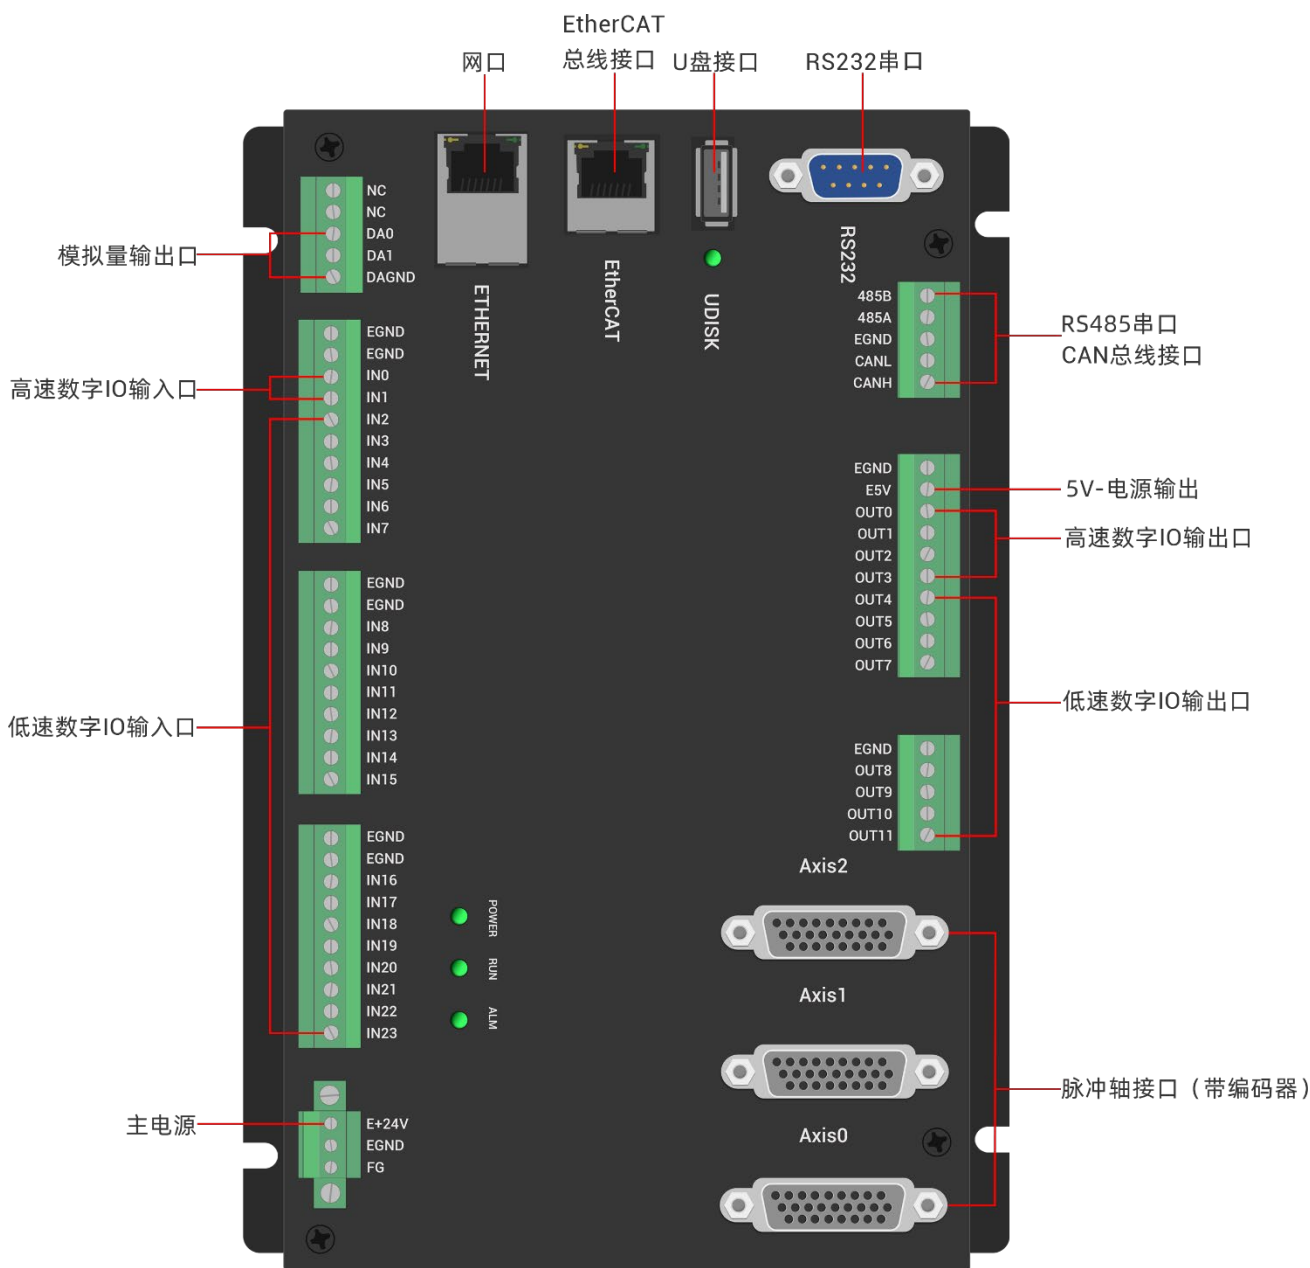 EtherCAT
总线接口
网口
U盘接口
RS232串口
NC
NC
DA0
DA1
DAGND
模拟量输出口
ETHERNET
EtherCAT
UDISK
RS232
485B
485A
EGND
CANL
CANH
RS485串口
CAN总线接口
EGND
EGND
IN0
IN1
IN2
IN3
IN4
IN5
IN6
IN7
高速数字IO输入口
EGND
E5V
OUT0
OUT1
OUT2
OUT3
OUT4
OUT5
OUT6
OUT7
5V-电源输出
高速数字IO输出口
EGND
EGND
IN8
IN9
IN10
IN11
IN12
IN13
IN14
IN15
低速数字IO输入口
低速数字IO输出口
EGND
OUT8
OUT9
OUT10
OUT11
EGND
EGND
IN16
IN17
IN18
IN19
IN20
IN21
IN22
IN23
POWER
RUN
ALM
Axis2
Axis1
Axis0
脉冲轴接口（带编码器）
主电源
E+24V
EGND
FG